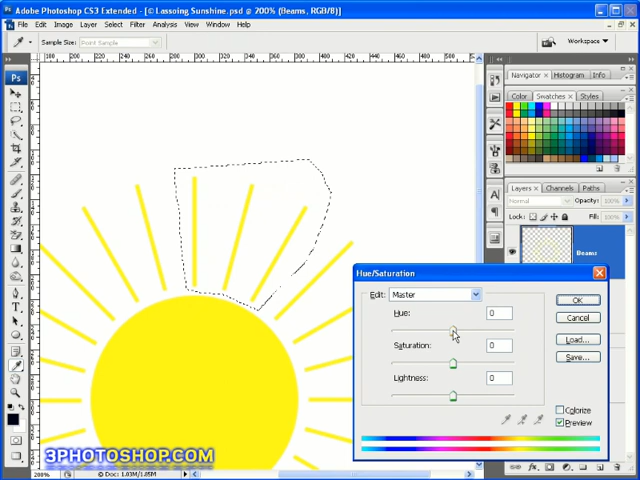 Adobe Photoshop CS3 Extended - [© Lassoing Sunshine.psd @ 200% (Beams, RGB/8)]
File Edit Image Layer Select Filter Analysis View Window Help
Sample Size: Point Sample
Workspace
Navigator Histogram Info
Color Swatches Styles
Layers Channels Paths
Normal Opacity: 100%
Lock: Fill: 100%
Beams
Hue/Saturation
Edit: Master
Hue: 0
Saturation: 0
Lightness: 0
OK
Cancel
Load...
Save...
Colorize
Preview
3PHOTOSHOP.COM
200% Doc: 1.03M/1.85M